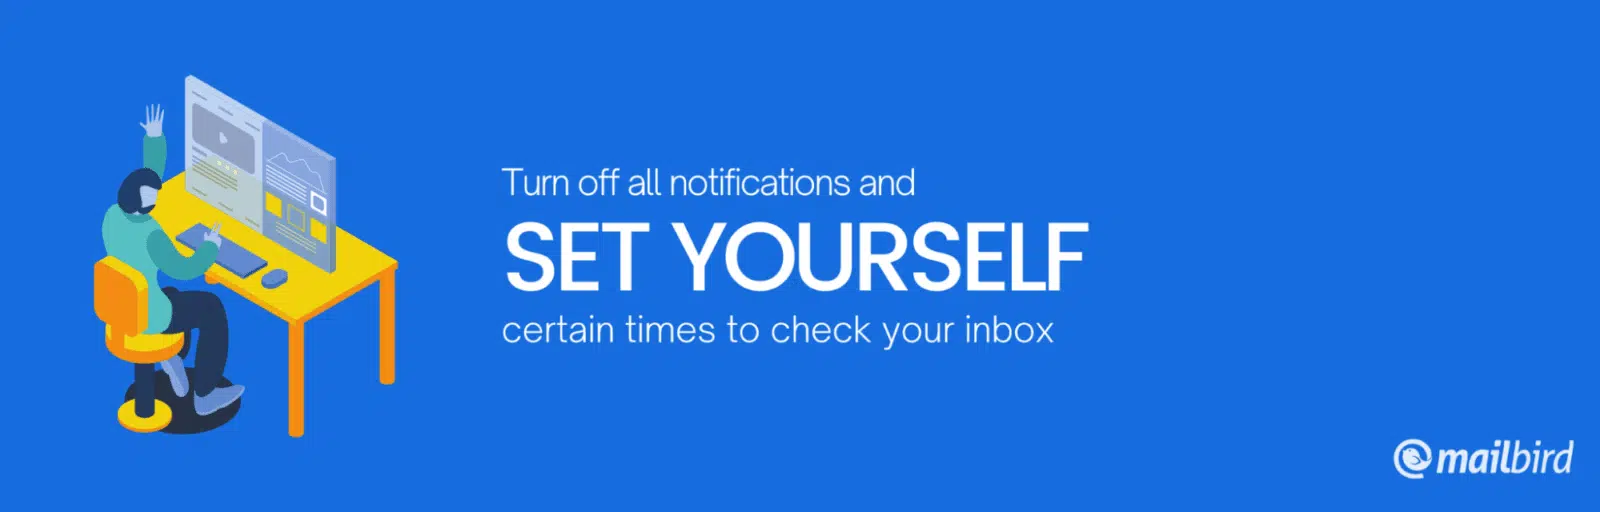 Turn off all notifications and
SET YOURSELF
certain times to check your inbox
mailbird